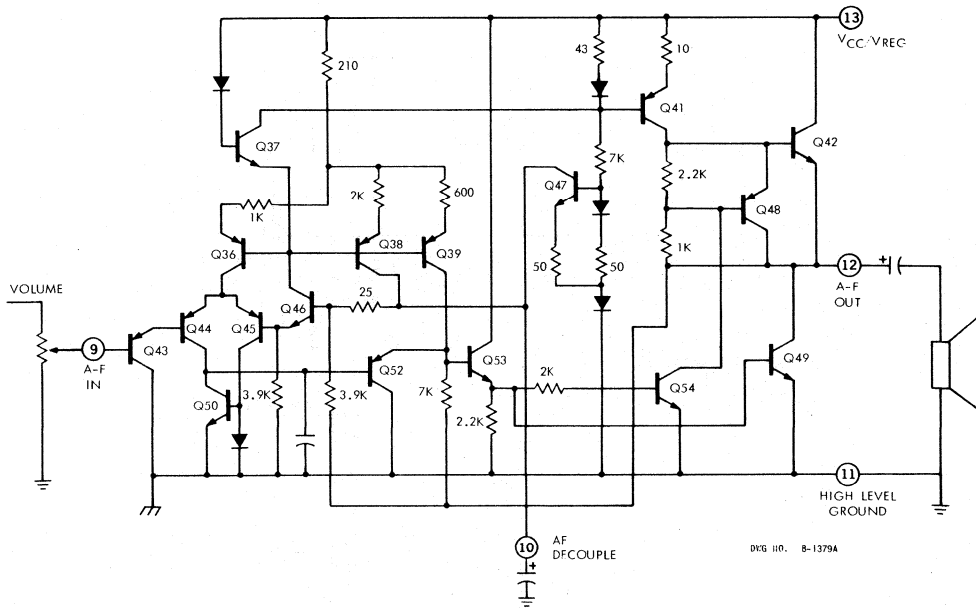 13
VCC/VREG
43
10
210
Q41
Q42
Q37
7K
2.2K
Q47
2K
600
Q48
1K
1K
Q36
Q38
Q39
50
50
12
A-F
OUT
VOLUME
25
Q46
Q44
Q45
9
A-F
IN
Q43
Q52
Q53
Q49
2K
Q54
Q50
3.9K
3.9K
7K
2.2K
11
HIGH LEVEL
GROUND
10
AF
DECOUPLE
DWG NO. B-1379A